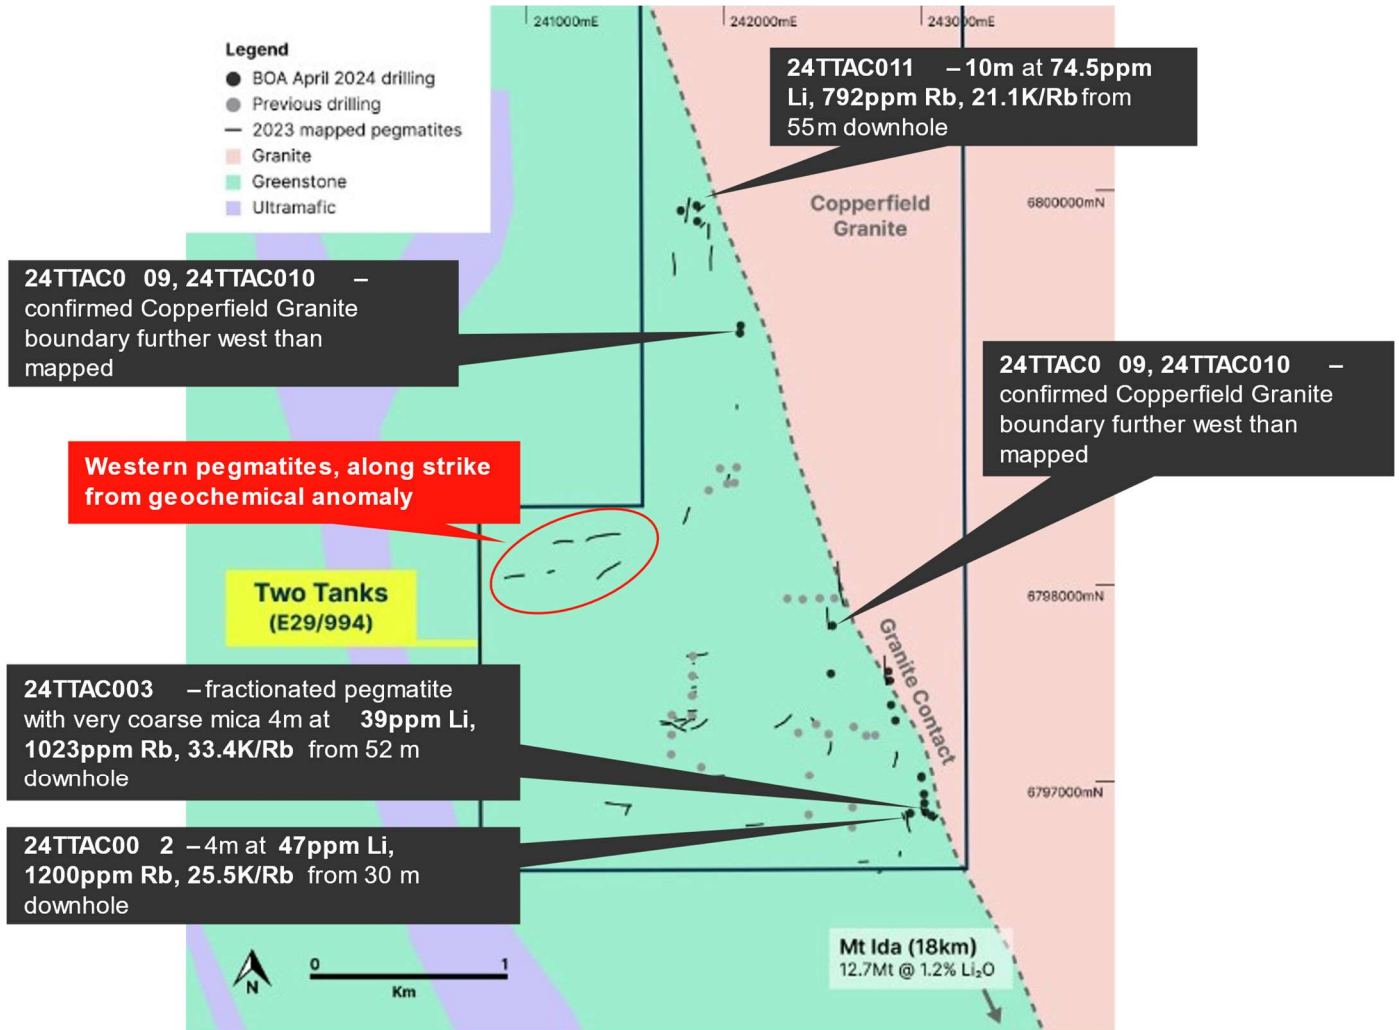 241000mE
242000mE
243000mE
Legend
BOA April 2024 drilling
Previous drilling
2023 mapped pegmatites
Granite
Greenstone
Ultramafic
24TTAC011 – 10m at 74.5ppm
Li, 792ppm Rb, 21.1K/Rb from
55m downhole
Copperfield
Granite
6800000mN
24TTAC0 09, 24TTAC010 –
confirmed Copperfield Granite
boundary further west than
mapped
24TTAC0 09, 24TTAC010 –
confirmed Copperfield Granite
boundary further west than
mapped
Western pegmatites, along strike
from geochemical anomaly
Two Tanks
(E29/994)
6798000mN
Granite Contact
24TTAC003 – fractionated pegmatite
with very coarse mica 4m at 39ppm Li,
1023ppm Rb, 33.4K/Rb from 52 m
downhole
6797000mN
24TTAC00 2 – 4m at 47ppm Li,
1200ppm Rb, 25.5K/Rb from 30 m
downhole
Mt Ida (18km)
12.7Mt @ 1.2% Li₂O
N
0 1
Km